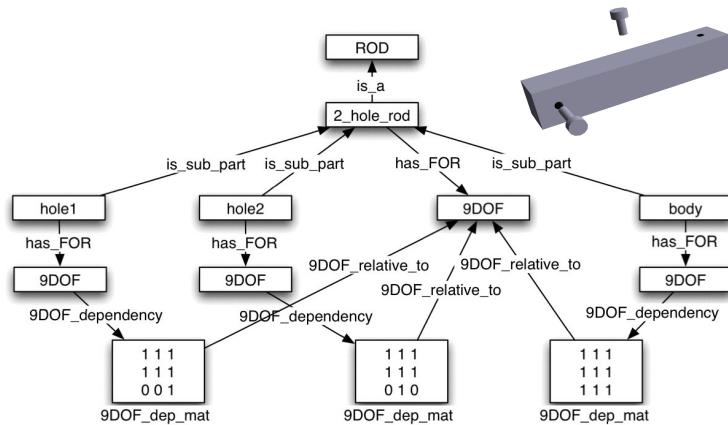 ROD
is_a
2_hole_rod
is_sub_part is_sub_part has_FOR is_sub_part
hole1 hole2 9DOF body
has_FOR has_FOR has_FOR
9DOF 9DOF 9DOF_relative_to 9DOF_relative_to 9DOF
9DOF_relative_to
9DOF_dependency 9DOF_dependency 9DOF_dependency
1 1 1 1 1 1 1 1 1
1 1 1 1 1 1 1 1 1
0 0 1 0 1 0 1 1 1
9DOF_dep_mat 9DOF_dep_mat 9DOF_dep_mat